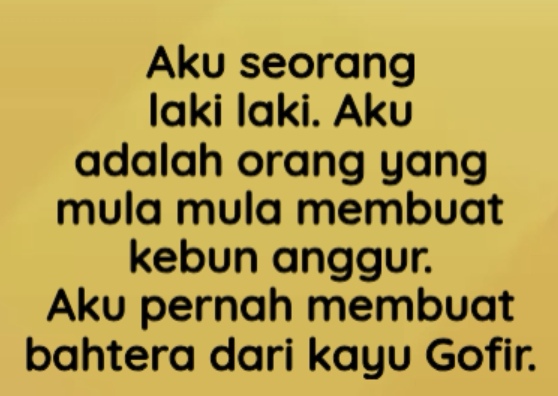 Aku seorang
laki laki. Aku
adalah orang yang
mula mula membuat
kebun anggur.
Aku pernah membuat
bahtera dari kayu Gofir.